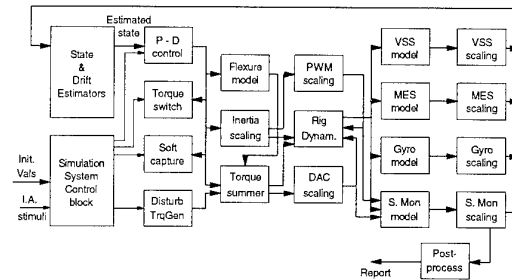 Estimated
state
State
&
Drift
Estimators
P - D
control
Torque
switch
Soft
capture
Disturb
TrqGen
Init.
Vals
I.A.
stimuli
Simulation
System
Control
block
Flexure
model
Inertia
scaling
Torque
summer
PWM
scaling
Rig
Dynam.
DAC
scaling
VSS
model
VSS
scaling
MES
model
MES
scaling
Gyro
model
Gyro
scaling
S. Mon
model
S. Mon
scaling
Post-
process
Report